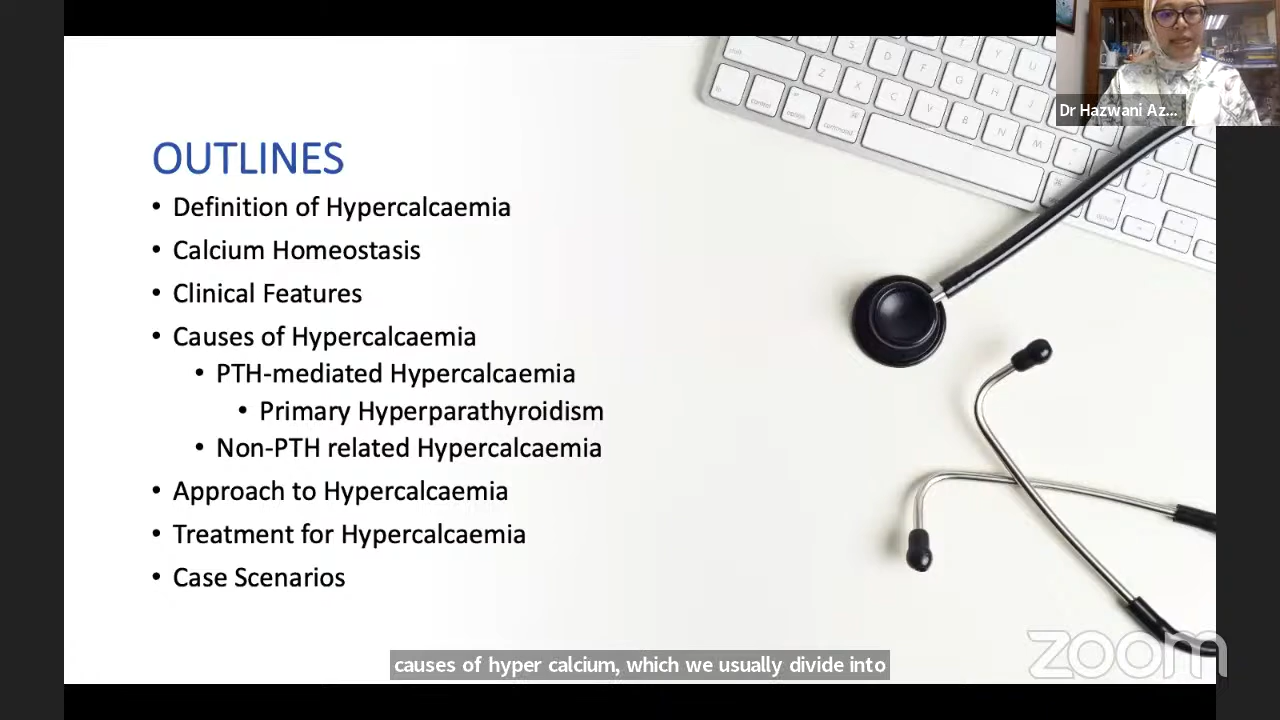 Dr Hazwani Az...
OUTLINES
• Definition of Hypercalcaemia
• Calcium Homeostasis
• Clinical Features
• Causes of Hypercalcaemia
• PTH-mediated Hypercalcaemia
• Primary Hyperparathyroidism
• Non-PTH related Hypercalcaemia
• Approach to Hypercalcaemia
• Treatment for Hypercalcaemia
• Case Scenarios
causes of hyper calcium, which we usually divide into
zoom